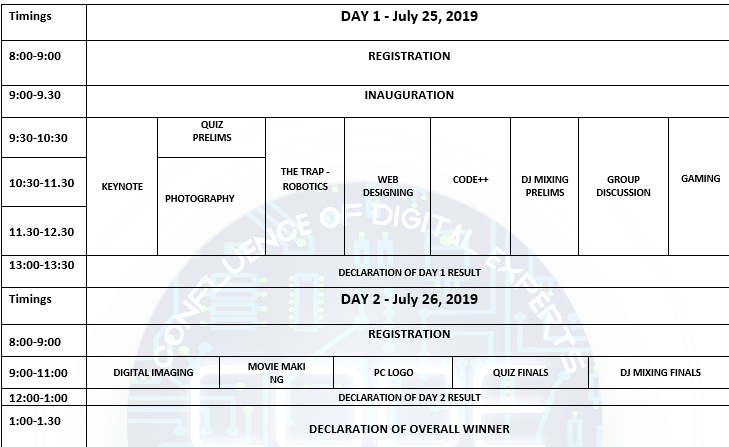 Timings DAY 1 - July 25, 2019
8:00-9:00 REGISTRATION
9:00-9.30 INAUGURATION
9:30-10:30
10:30-11.30
11.30-12.30
KEYNOTE
QUIZ
PRELIMS
PHOTOGRAPHY
THE TRAP -
ROBOTICS
WEB
DESIGNING
CODE++
DJ MIXING
PRELIMS
GROUP
DISCUSSION
GAMING
13:00-13:30 DECLARATION OF DAY 1 RESULT
Timings DAY 2 - July 26, 2019
8:00-9:00 REGISTRATION
9:00-11:00 DIGITAL IMAGING
MOVIE MAKI
NG
PC LOGO
QUIZ FINALS
DJ MIXING FINALS
12:00-1:00 DECLARATION OF DAY 2 RESULT
1:00-1.30 DECLARATION OF OVERALL WINNER
CONFLUENCE OF DIGITAL EXPERTS